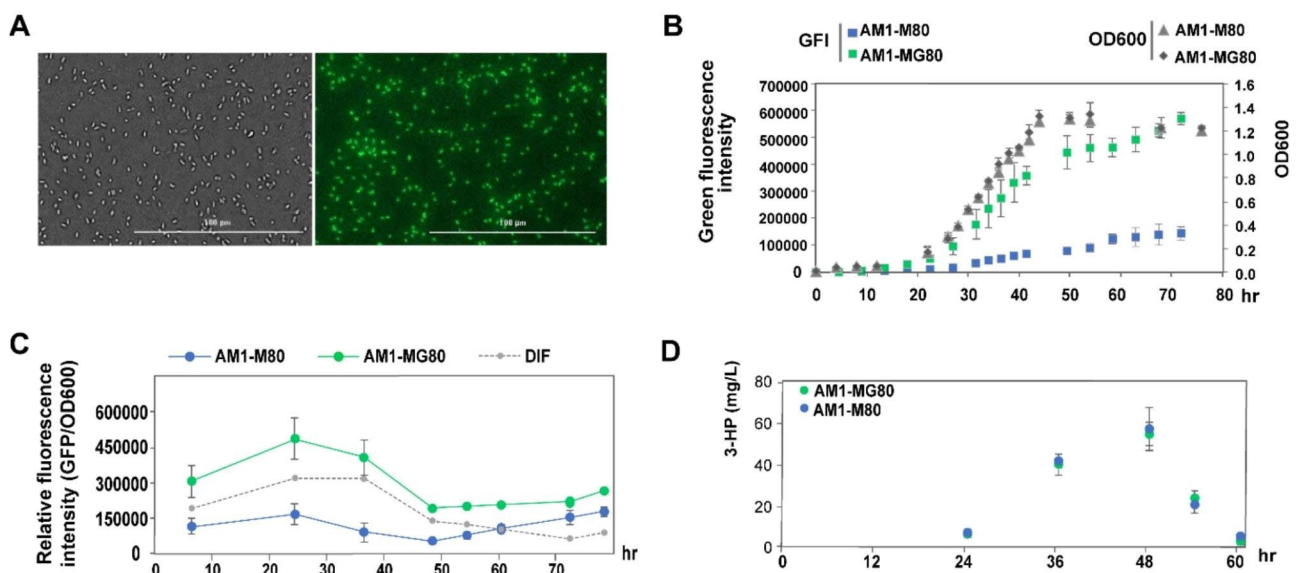 A
100 μm
100 μm
B
GFI
AM1-M80
AM1-MG80
OD600
AM1-M80
AM1-MG80
Green fluorescence
intensity
700000
600000
500000
400000
300000
200000
100000
0
1.6
1.4
1.2
1.0
0.8
0.6
0.4
0.2
0.0
OD600
0 10 20 30 40 50 60 70 80 hr
C
AM1-M80 AM1-MG80 DIF
Relative fluorescence
intensity (GFP/OD600)
600000
450000
300000
150000
0
0 10 20 30 40 50 60 70 hr
D
AM1-MG80
AM1-M80
3-HP (mg/L)
80
60
40
20
0
0 12 24 36 48 60 hr